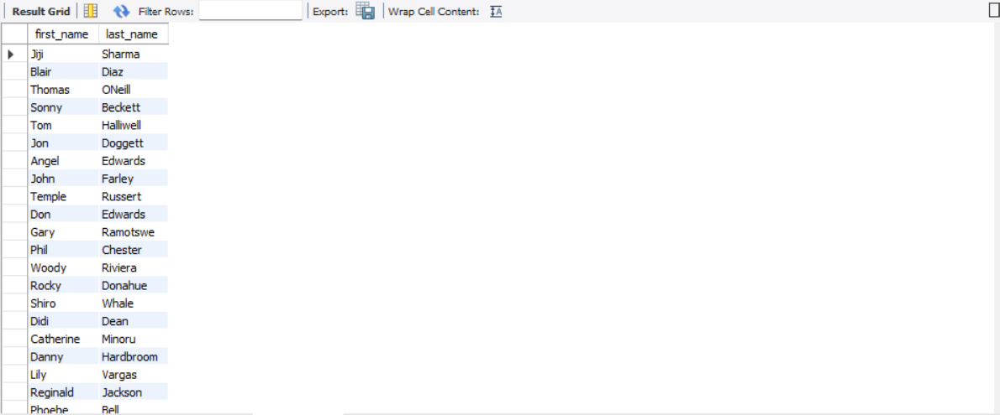 Result Grid Filter Rows: Export: Wrap Cell Content:
first_name last_name
Jiji Sharma
Blair Diaz
Thomas ONeill
Sonny Beckett
Tom Halliwell
Jon Doggett
Angel Edwards
John Farley
Temple Russert
Don Edwards
Gary Ramotswe
Phil Chester
Woody Riviera
Rocky Donahue
Shiro Whale
Didi Dean
Catherine Minoru
Danny Hardbroom
Lily Vargas
Reginald Jackson
Phoebe Bell